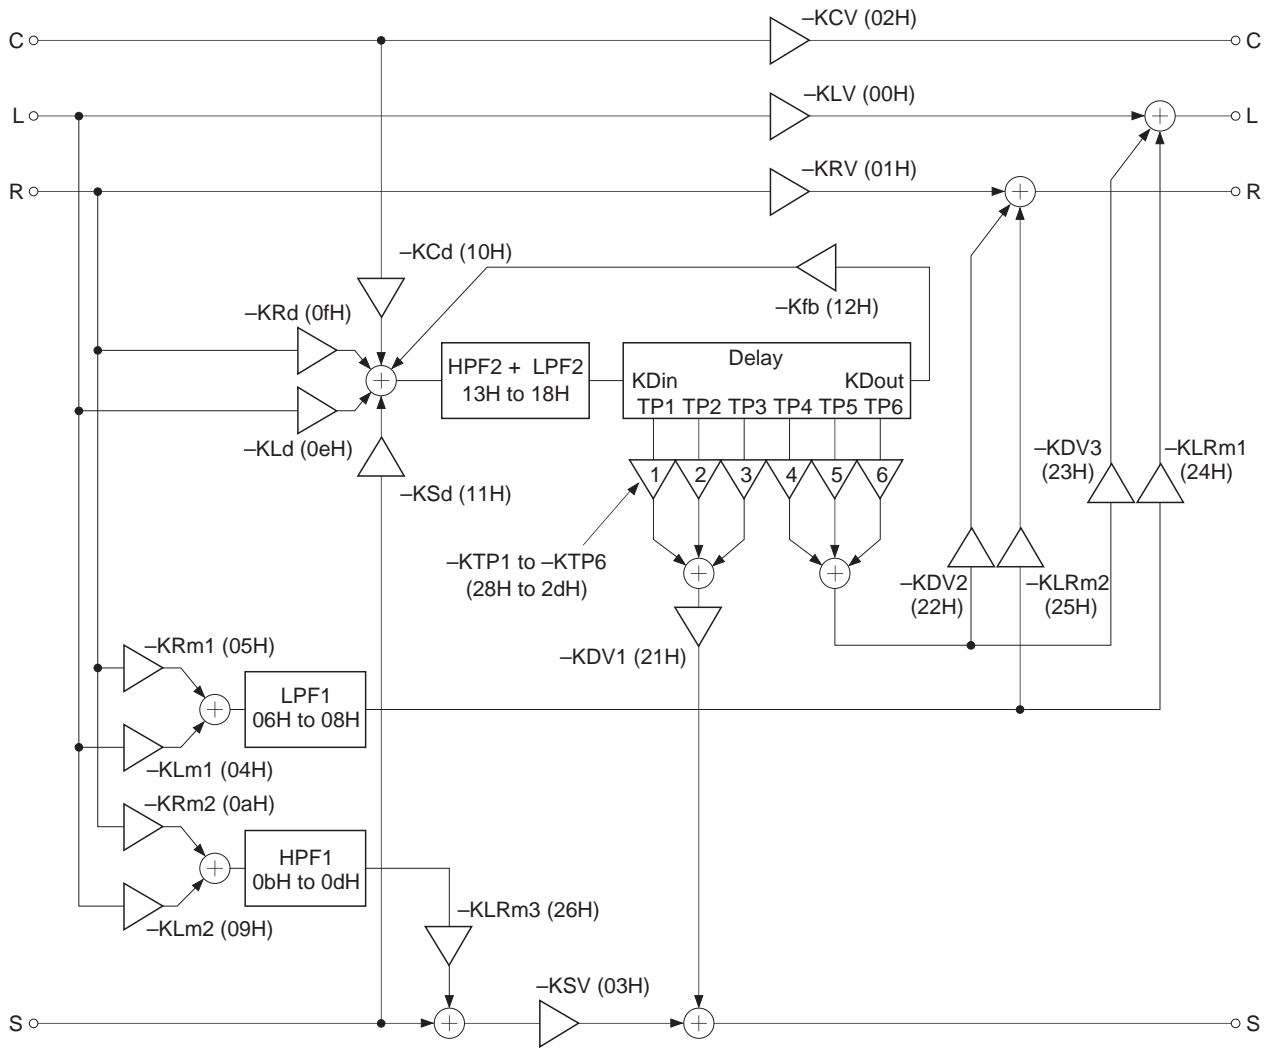 –KCV (02H)
C
C
–KLV (00H)
L
L
–KRV (01H)
R
R
–KCd (10H)
–Kfb (12H)
–KRd (0fH)
HPF2 + LPF2
13H to 18H
Delay
KDin
KDout
TP1 TP2 TP3 TP4 TP5 TP6
–KLd (0eH)
–KSd (11H)
1 2 3 4 5 6
–KDV3
(23H)
–KLRm1
(24H)
–KTP1 to –KTP6
(28H to 2dH)
–KDV2
(22H)
–KLRm2
(25H)
–KDV1 (21H)
–KRm1 (05H)
LPF1
06H to 08H
–KLm1 (04H)
–KRm2 (0aH)
HPF1
0bH to 0dH
–KLm2 (09H)
–KLRm3 (26H)
–KSV (03H)
S
S